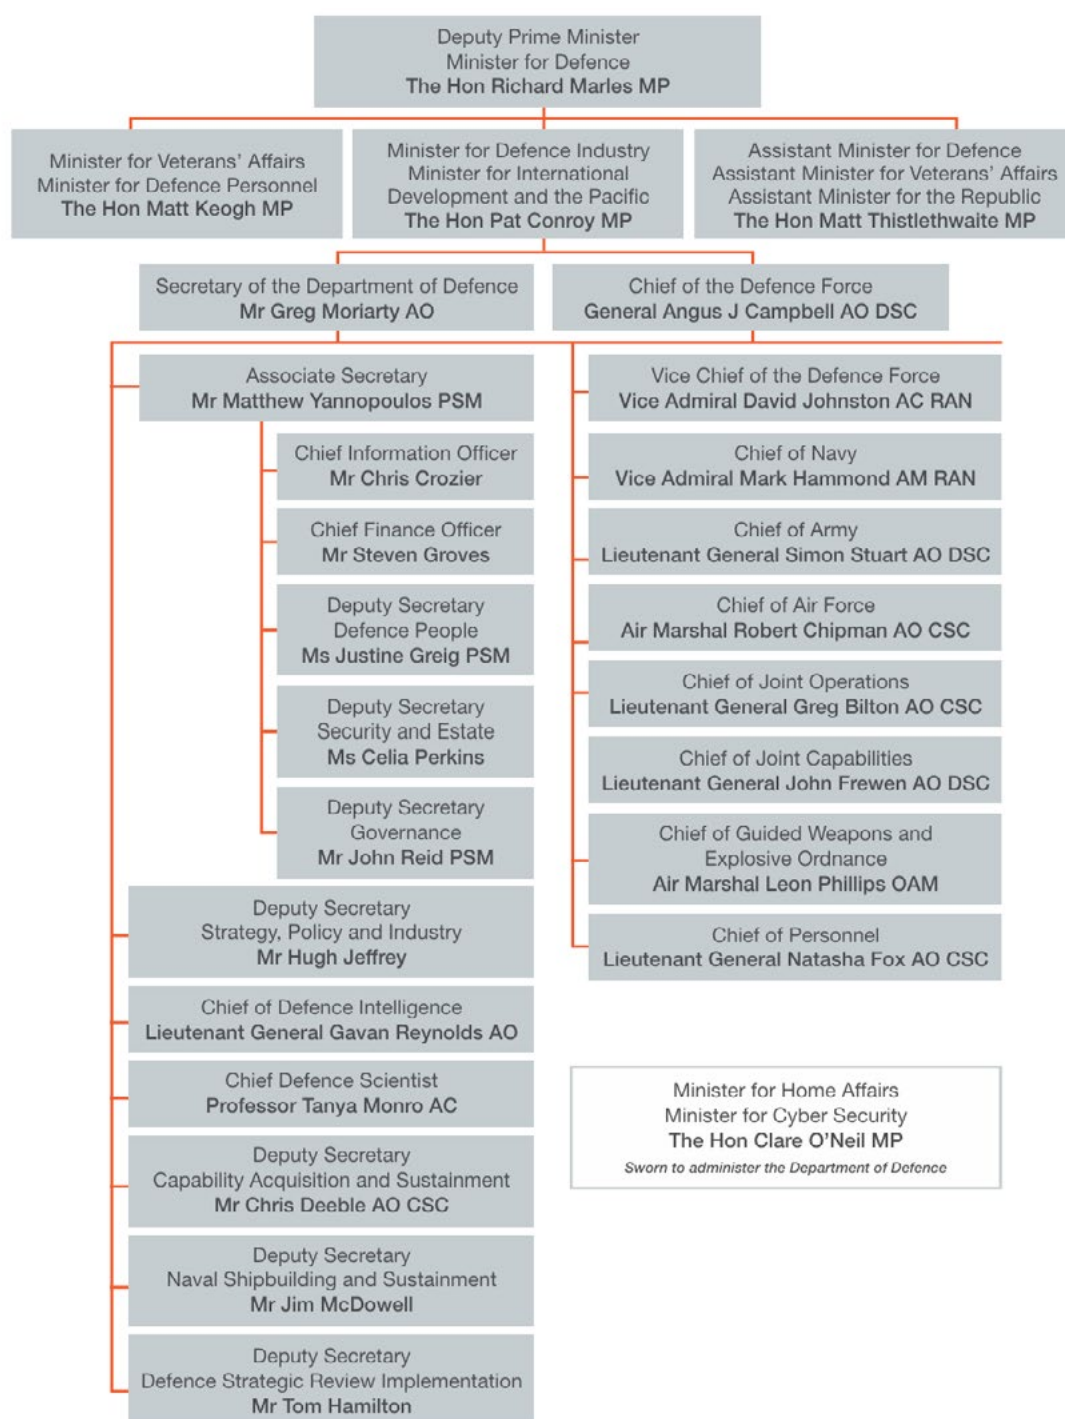 Deputy Prime Minister
Minister for Defence
The Hon Richard Marles MP
Minister for Veterans' Affairs
Minister for Defence Personnel
The Hon Matt Keogh MP
Minister for Defence Industry
Minister for International
Development and the Pacific
The Hon Pat Conroy MP
Assistant Minister for Defence
Assistant Minister for Veterans' Affairs
Assistant Minister for the Republic
The Hon Matt Thistlethwaite MP
Secretary of the Department of Defence
Mr Greg Moriarty AO
Chief of the Defence Force
General Angus J Campbell AO DSC
Associate Secretary
Mr Matthew Yannopoulos PSM
Chief Information Officer
Mr Chris Crozier
Chief Finance Officer
Mr Steven Groves
Deputy Secretary
Defence People
Ms Justine Greig PSM
Deputy Secretary
Security and Estate
Ms Celia Perkins
Deputy Secretary
Governance
Mr John Reid PSM
Deputy Secretary
Strategy, Policy and Industry
Mr Hugh Jeffrey
Chief of Defence Intelligence
Lieutenant General Gavan Reynolds AO
Chief Defence Scientist
Professor Tanya Monro AC
Deputy Secretary
Capability Acquisition and Sustainment
Mr Chris Deeble AO CSC
Deputy Secretary
Naval Shipbuilding and Sustainment
Mr Jim McDowell
Deputy Secretary
Defence Strategic Review Implementation
Mr Tom Hamilton
Vice Chief of the Defence Force
Vice Admiral David Johnston AC RAN
Chief of Navy
Vice Admiral Mark Hammond AM RAN
Chief of Army
Lieutenant General Simon Stuart AO DSC
Chief of Air Force
Air Marshal Robert Chipman AO CSC
Chief of Joint Operations
Lieutenant General Greg Bilton AO CSC
Chief of Joint Capabilities
Lieutenant General John Frewen AO DSC
Chief of Guided Weapons and
Explosive Ordnance
Air Marshal Leon Phillips OAM
Chief of Personnel
Lieutenant General Natasha Fox AO CSC
Minister for Home Affairs
Minister for Cyber Security
The Hon Clare O'Neil MP
Sworn to administer the Department of Defence